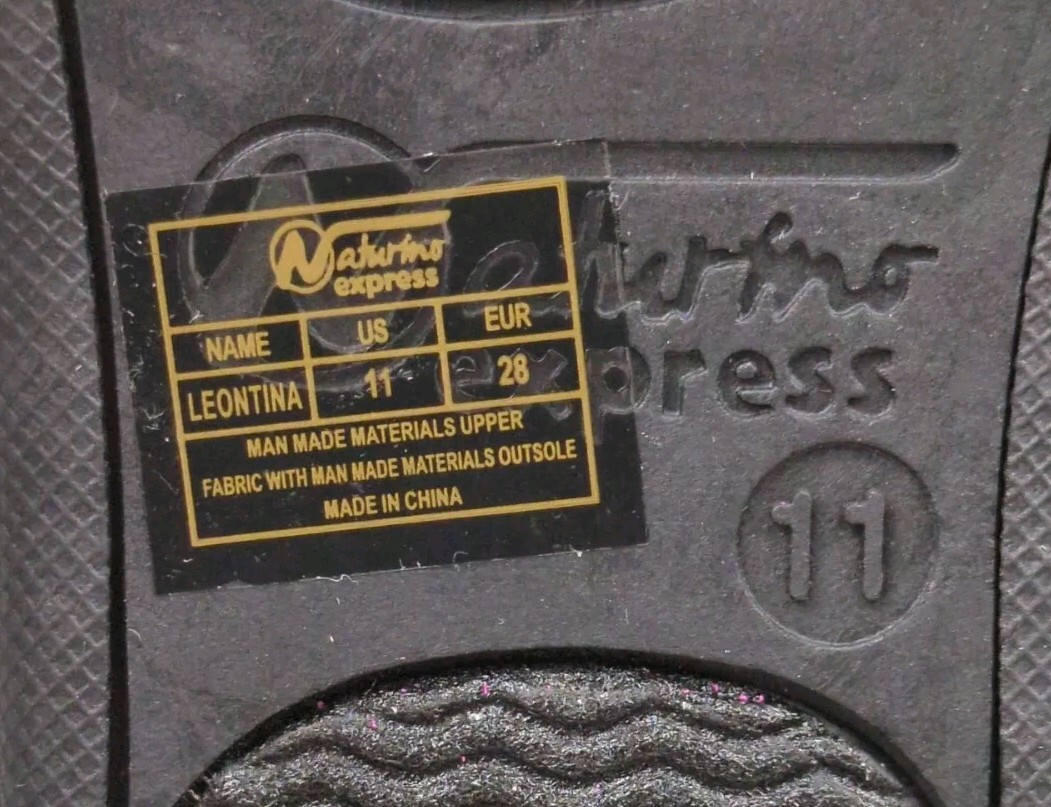 Naturino
express
NAME US EUR
LEONTINA 11 28
MAN MADE MATERIALS UPPER
FABRIC WITH MAN MADE MATERIALS OUTSOLE
MADE IN CHINA
Naturino
express
11